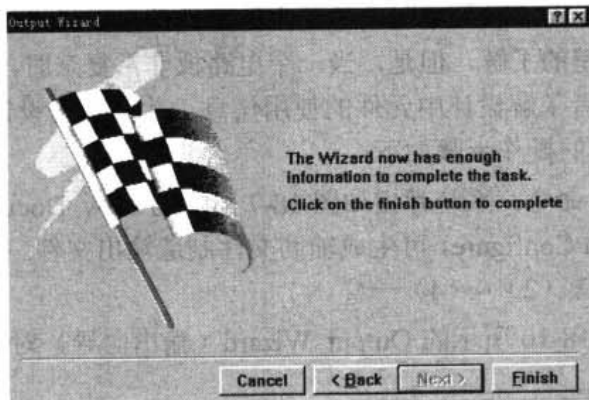 Output Wizard
The Wizard now has enough
information to complete the task.
Click on the finish button to complete
Cancel
< Back
Next >
Finish